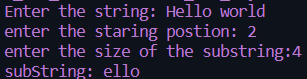 Enter the string: Hello world
enter the staring postion: 2
enter the size of the substring:4
subString: ello